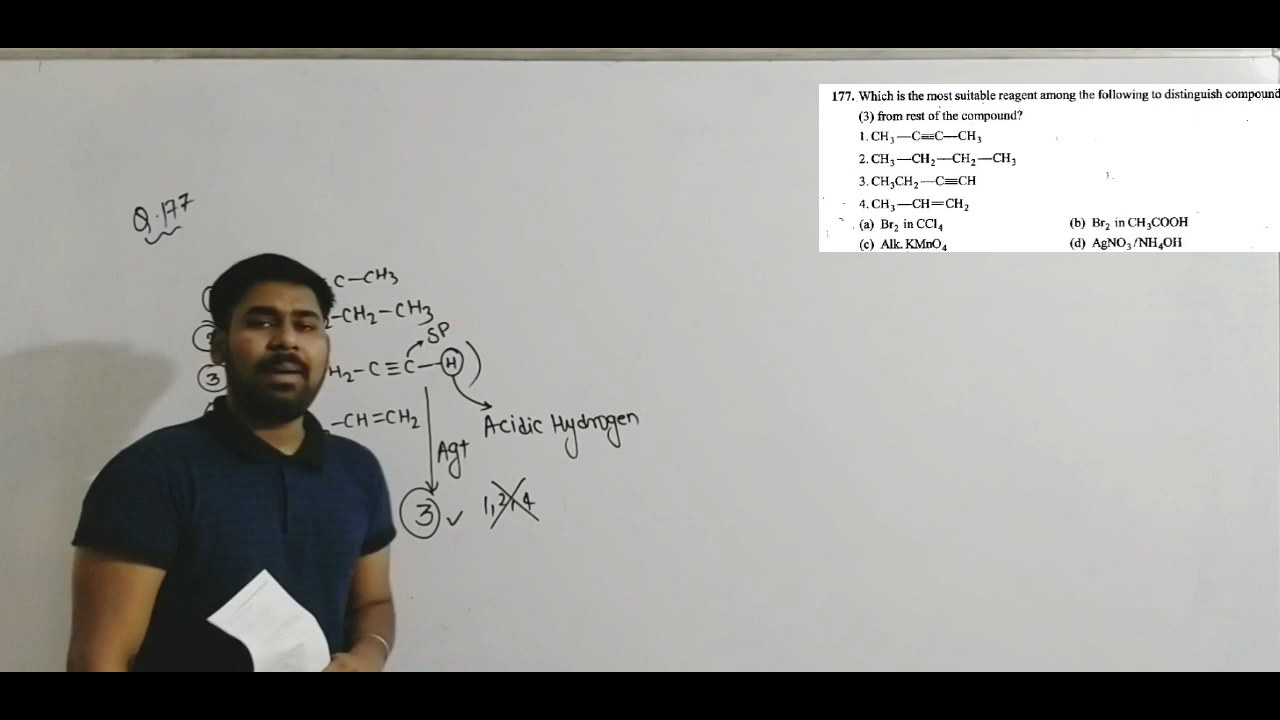 177. Which is the most suitable reagent among the following to distinguish compound
(3) from rest of the compound?
1. CH₃—C≡C—CH₃
2. CH₃—CH₂—CH₂—CH₃
3. CH₃CH₂—C≡CH
4. CH₃—CH=CH₂
(a) Br₂ in CCl₄ (b) Br₂ in CH₃COOH
(c) Alk. KMnO₄ (d) AgNO₃/NH₄OH
Q.177
C-CH₃
-CH₂-CH₃
SP
③ H₂-C≡C-H
Acidic Hydrogen
-CH=CH₂
Ag+
③ ✓ 1,2,4